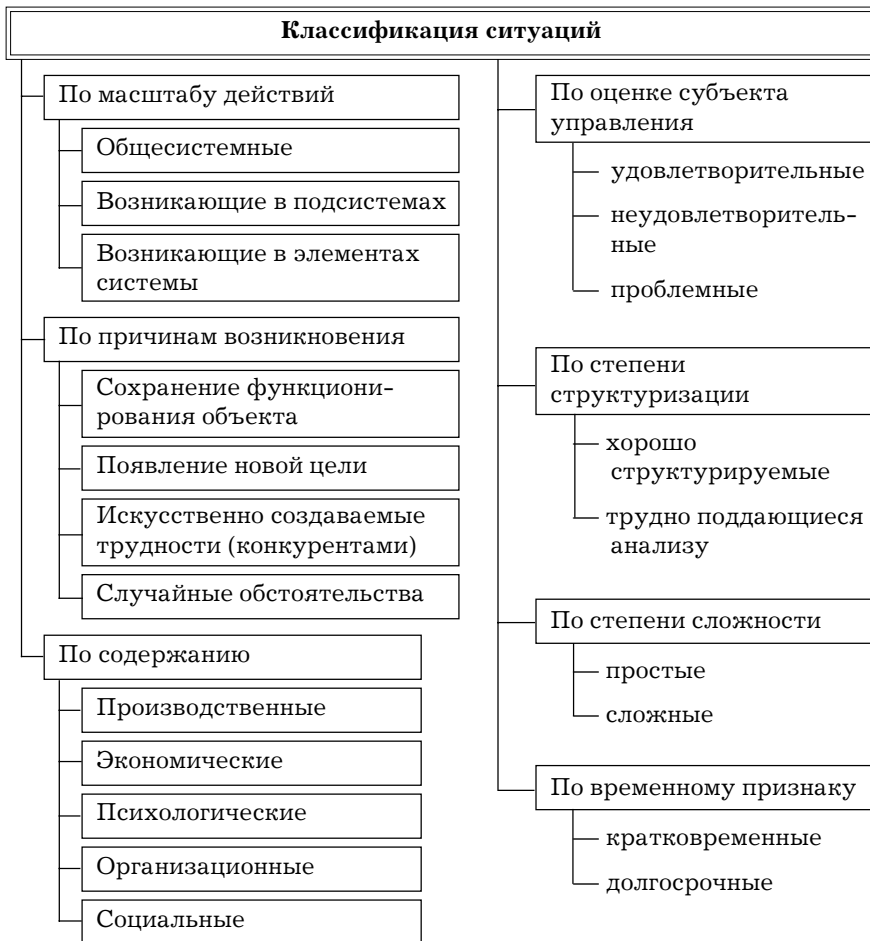 Классификация ситуаций
По масштабу действий
Общесистемные
Возникающие в подсистемах
Возникающие в элементах
системы
По причинам возникновения
Сохранение функциони-
рования объекта
Появление новой цели
Искусственно создаваемые
трудности (конкурентами)
Случайные обстоятельства
По содержанию
Производственные
Экономические
Психологические
Организационные
Социальные
По оценке субъекта
управления
удовлетворительные
неудовлетворитель-
ные
проблемные
По степени
структуризации
хорошо
структурируемые
трудно поддающиеся
анализу
По степени сложности
простые
сложные
По временному признаку
кратковременные
долгосрочные